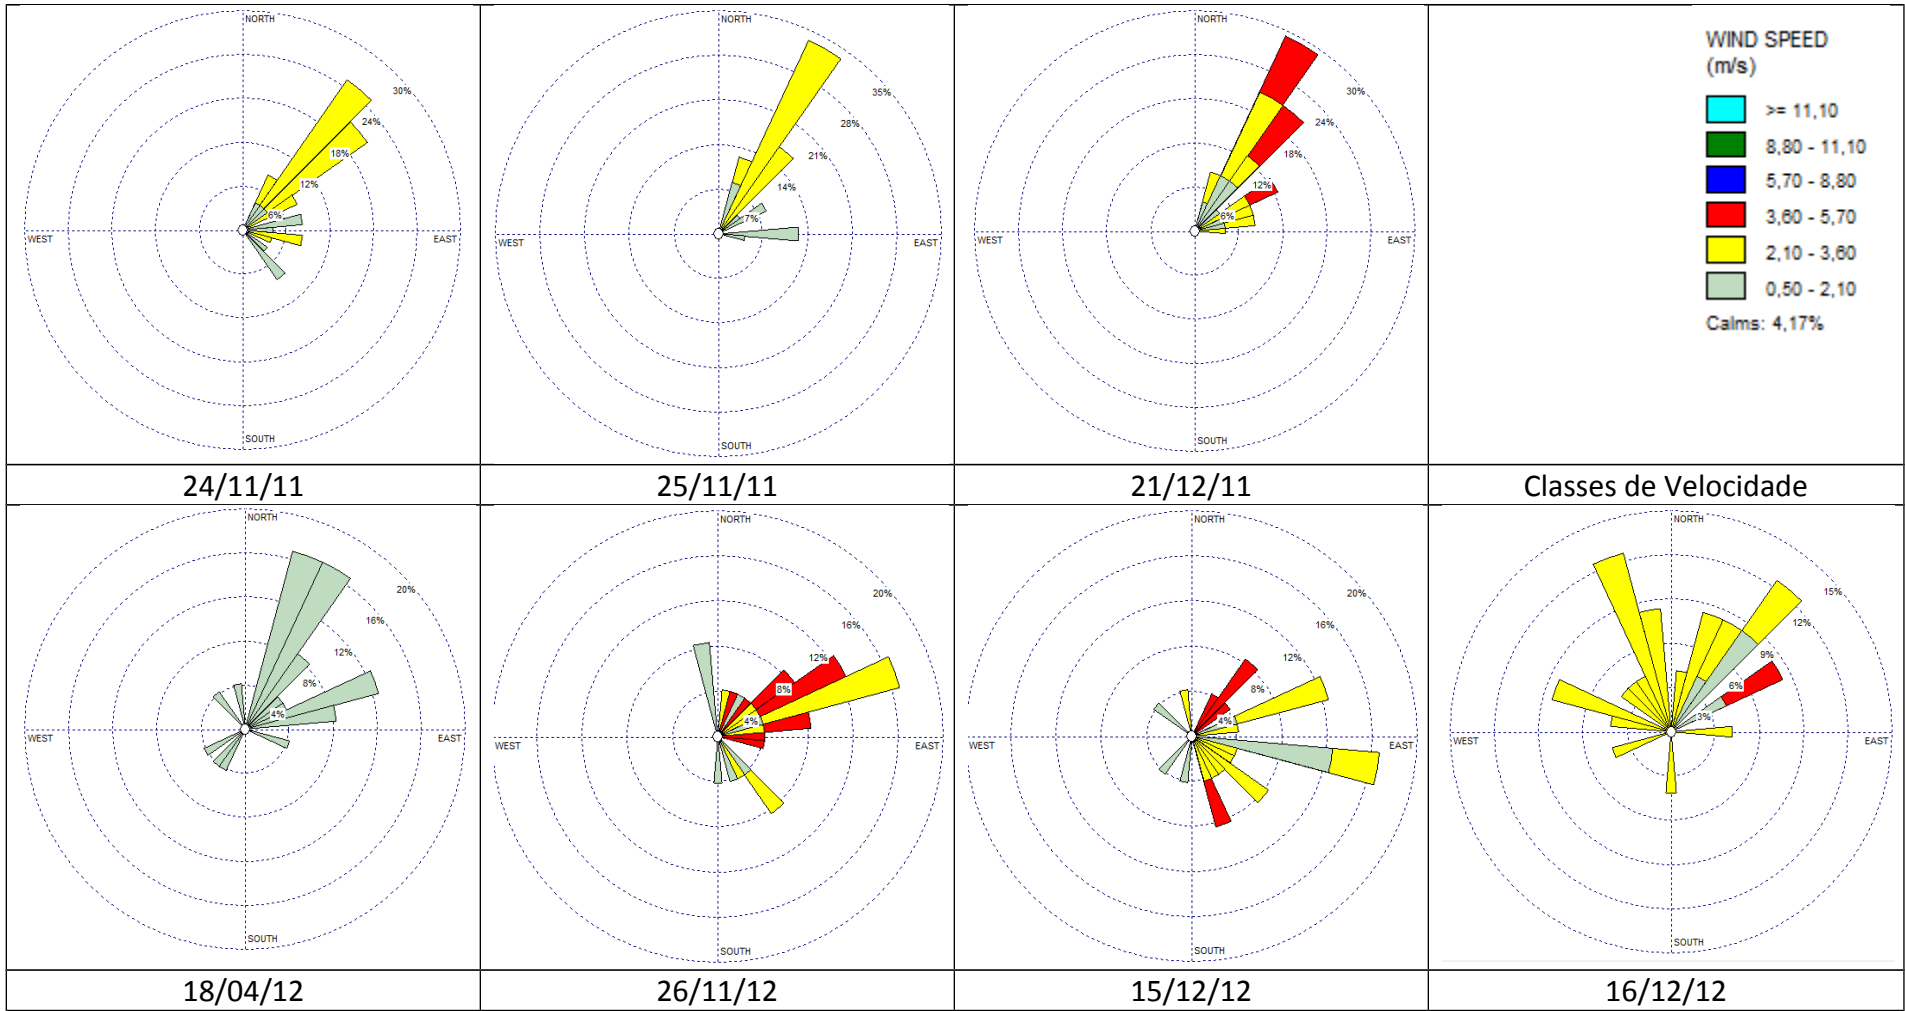 NORTH
30%
24%
18%
12%
6%
WEST
EAST
SOUTH
24/11/11
NORTH
35%
28%
21%
14%
7%
WEST
EAST
SOUTH
25/11/11
NORTH
30%
24%
18%
12%
6%
WEST
EAST
SOUTH
21/12/11
WIND SPEED
(m/s)
>= 11,10
8,80 - 11,10
5,70 - 8,80
3,60 - 5,70
2,10 - 3,60
0,50 - 2,10
Calms: 4,17%
Classes de Velocidade
NORTH
20%
16%
12%
8%
4%
WEST
EAST
SOUTH
18/04/12
NORTH
20%
16%
12%
8%
4%
WEST
EAST
SOUTH
26/11/12
NORTH
20%
16%
12%
8%
4%
WEST
EAST
SOUTH
15/12/12
NORTH
15%
12%
9%
6%
3%
WEST
EAST
SOUTH
16/12/12